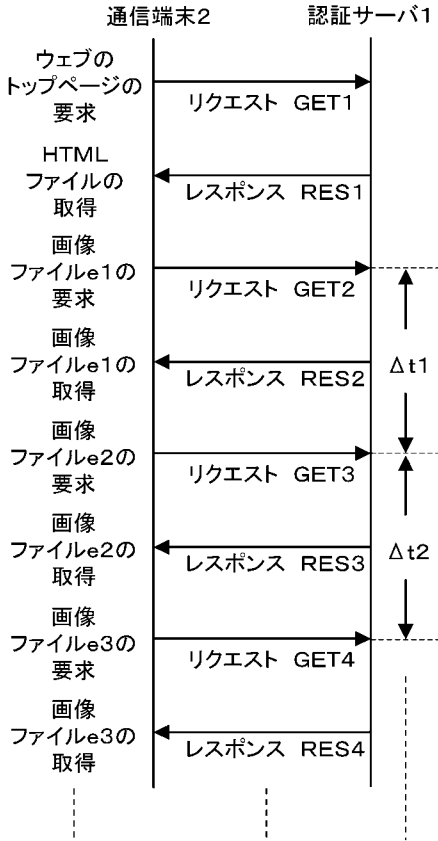 通信端末2
認証サーバ1
ウェブの
トップページの
要求
リクエスト GET1
HTML
ファイルの
取得
レスポンス RES1
画像
ファイルe1の
要求
リクエスト GET2
画像
ファイルe1の
取得
レスポンス RES2
Δt1
画像
ファイルe2の
要求
リクエスト GET3
画像
ファイルe2の
取得
レスポンス RES3
Δt2
画像
ファイルe3の
要求
リクエスト GET4
画像
ファイルe3の
取得
レスポンス RES4